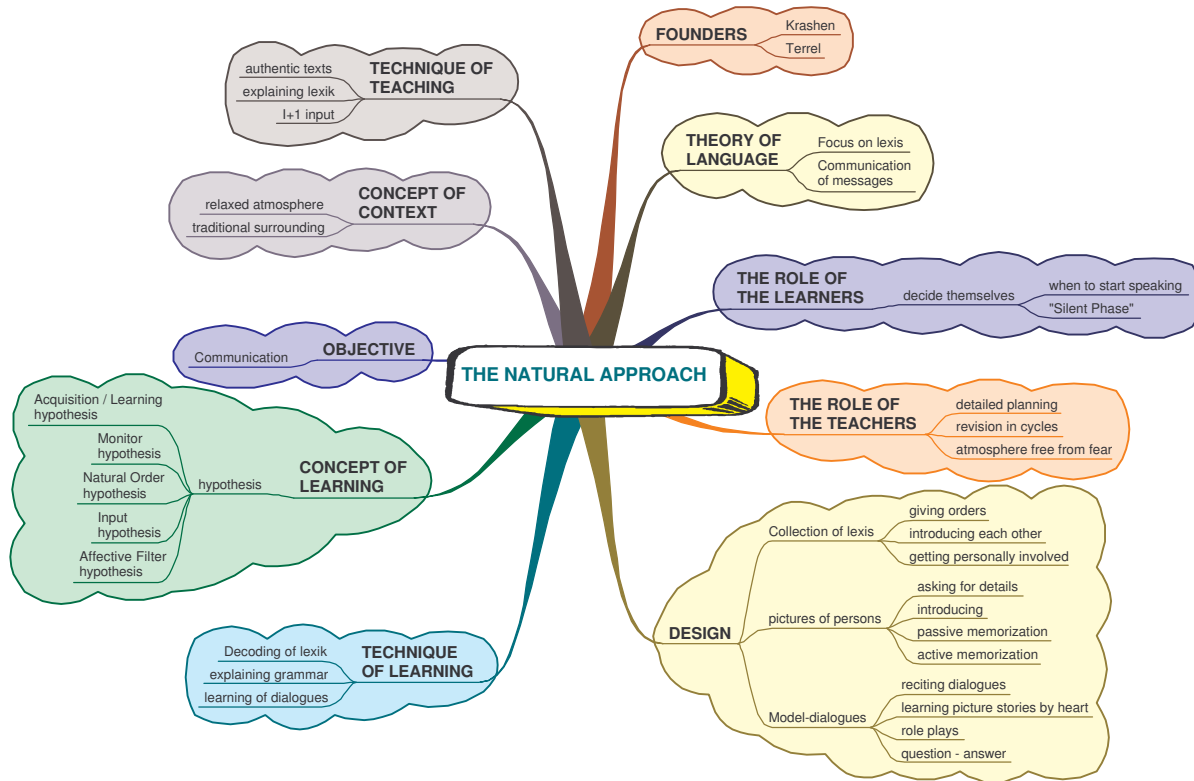 THE NATURAL APPROACH
FOUNDERS
Krashen
Terrel
THEORY OF
LANGUAGE
Focus on lexis
Communication
of messages
THE ROLE OF
THE LEARNERS
decide themselves
when to start speaking
"Silent Phase"
THE ROLE OF
THE TEACHERS
detailed planning
revision in cycles
atmosphere free from fear
DESIGN
Collection of lexis
giving orders
introducing each other
getting personally involved
pictures of persons
asking for details
introducing
passive memorization
active memorization
Model-dialogues
reciting dialogues
learning picture stories by heart
role plays
question - answer
TECHNIQUE OF
TEACHING
authentic texts
explaining lexik
I+1 input
CONCEPT OF
CONTEXT
relaxed atmosphere
traditional surrounding
OBJECTIVE
Communication
CONCEPT OF
LEARNING
hypothesis
Acquisition / Learning
hypothesis
Monitor
hypothesis
Natural Order
hypothesis
Input
hypothesis
Affective Filter
hypothesis
TECHNIQUE
OF LEARNING
Decoding of lexik
explaining grammar
learning of dialogues